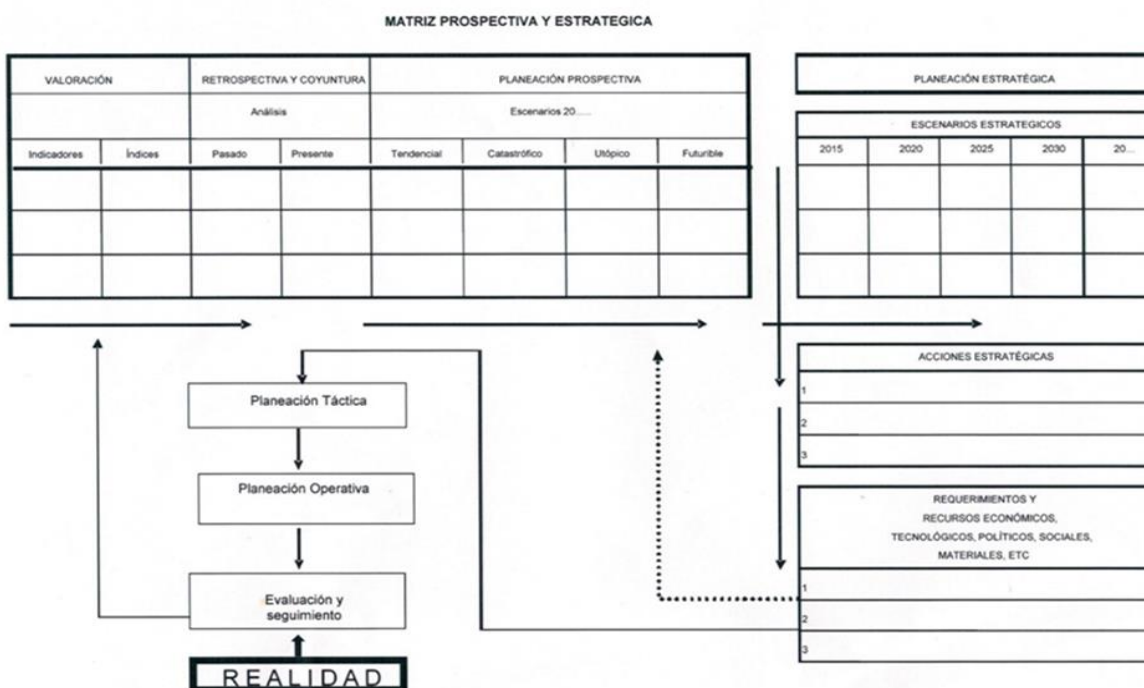 MATRIZ PROSPECTIVA Y ESTRATEGICA
VALORACIÓN
RETROSPECTIVA Y COYUNTURA
PLANEACIÓN PROSPECTIVA
Análisis
Escenarios 20......
Indicadores
Índices
Pasado
Presente
Tendencial
Catastrófico
Utópico
Futurible
PLANEACIÓN ESTRATÉGICA
ESCENARIOS ESTRATEGICOS
2015
2020
2025
2030
20...
ACCIONES ESTRATÉGICAS
1
2
3
REQUERIMIENTOS Y
RECURSOS ECONÓMICOS,
TECNOLÓGICOS, POLÍTICOS, SOCIALES,
MATERIALES, ETC
1
2
3
Planeación Táctica
Planeación Operativa
Evaluación y
seguimiento
REALIDAD